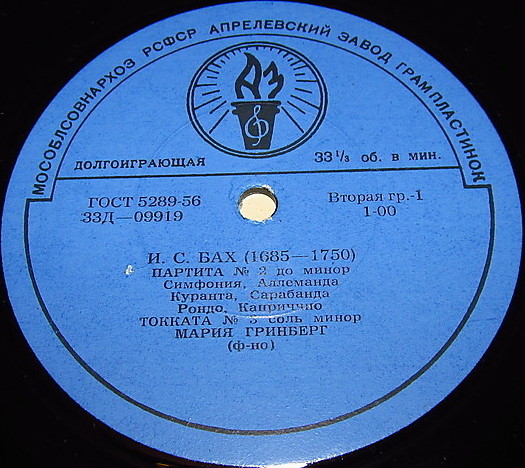 МОСОБЛСОВНАРХОЗ РСФСР АПРЕЛЕВСКИЙ ЗАВОД ГРАМПЛАСТИНОК
АЗ
ДОЛГОИГРАЮЩАЯ
33 ⅓ об. в мин.
ГОСТ 5289-56
33Д—09919
Вторая гр.-1
1-00
И. С. БАХ (1685—1750)
ПАРТИТА № 2 до минор
Симфония, Аллеманда
Куранта, Сарабанда
Рондо, Каприччио
ТОККАТА № 3 соль минор
МАРИЯ ГРИНБЕРГ
(ф-но)